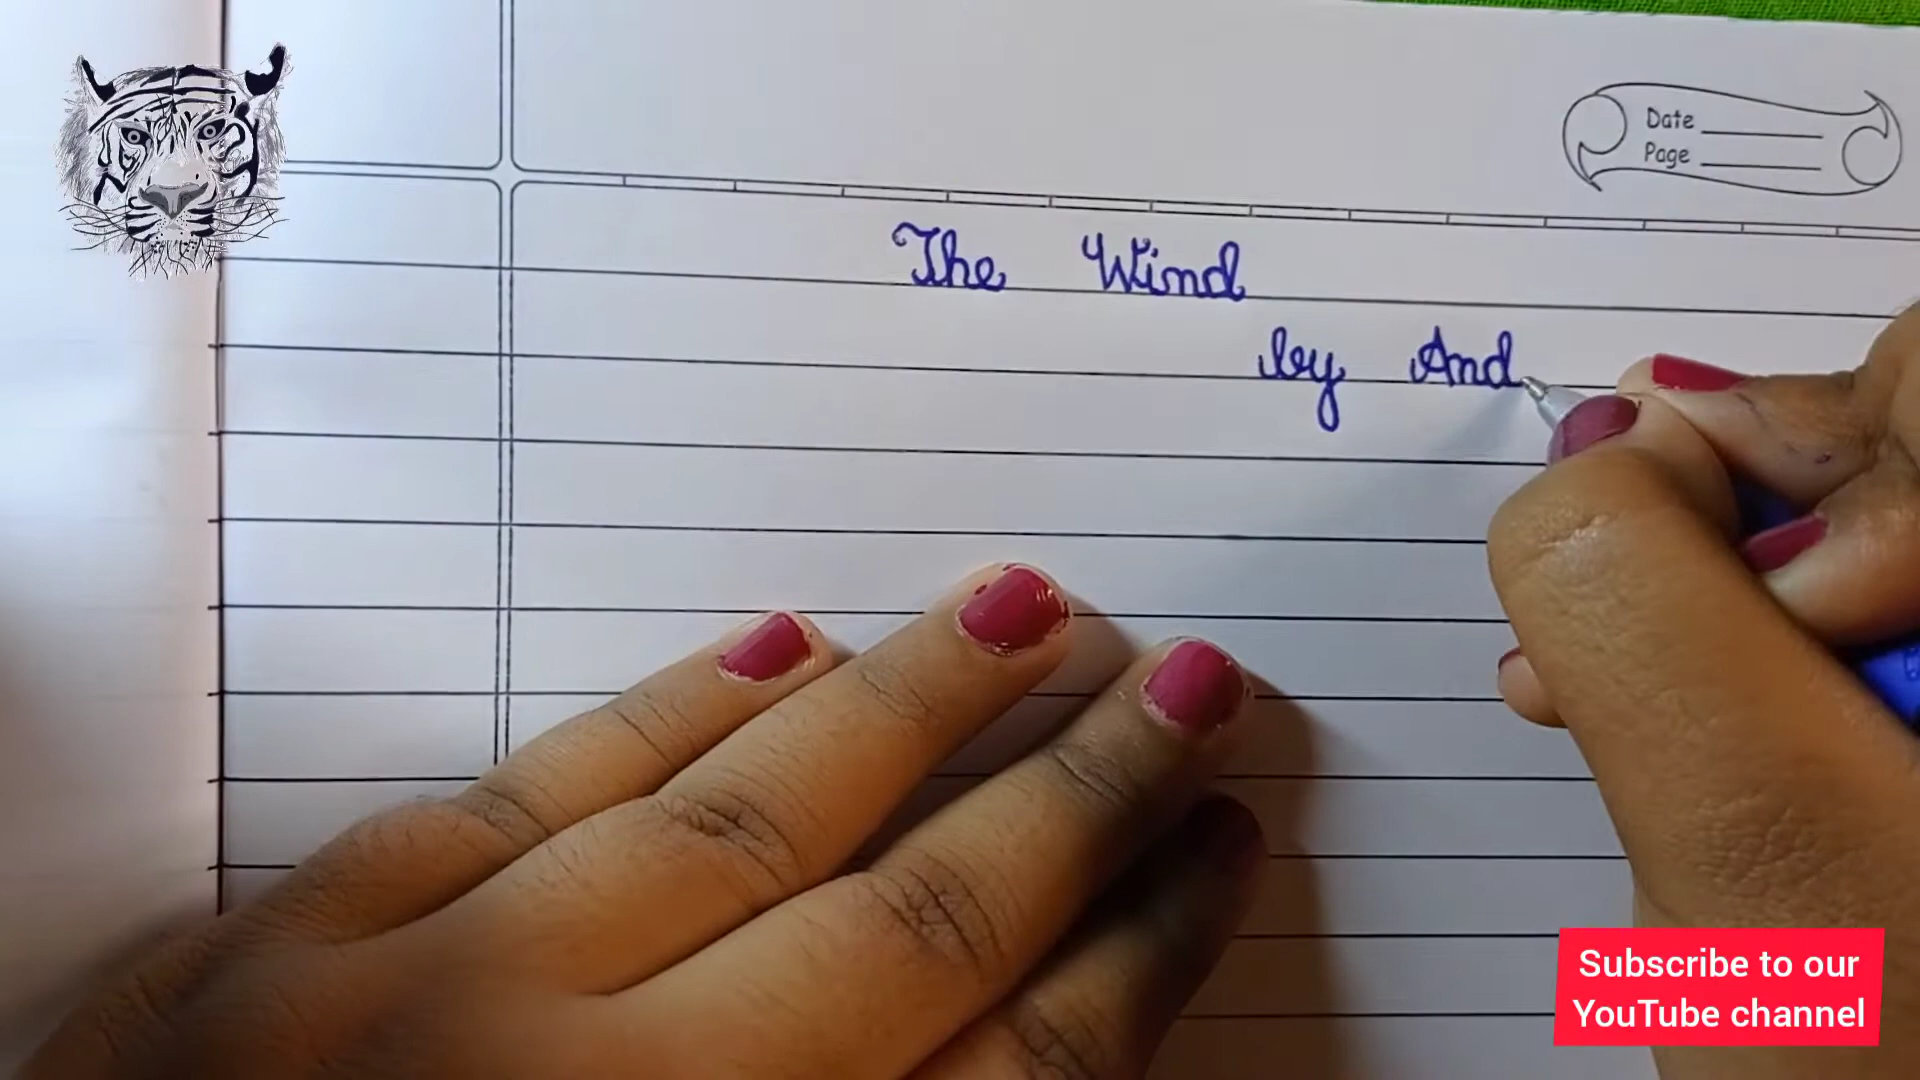 Date
Page
The Wind
by And
Subscribe to our
YouTube channel